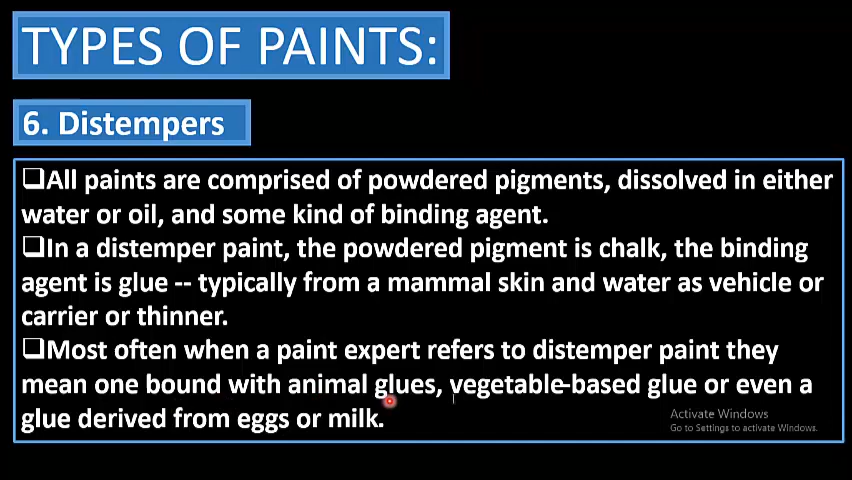 TYPES OF PAINTS:
6. Distempers
❑All paints are comprised of powdered pigments, dissolved in either
water or oil, and some kind of binding agent.
❑In a distemper paint, the powdered pigment is chalk, the binding
agent is glue -- typically from a mammal skin and water as vehicle or
carrier or thinner.
❑Most often when a paint expert refers to distemper paint they
mean one bound with animal glues, vegetable-based glue or even a
glue derived from eggs or milk.
Activate Windows
Go to Settings to activate Windows.